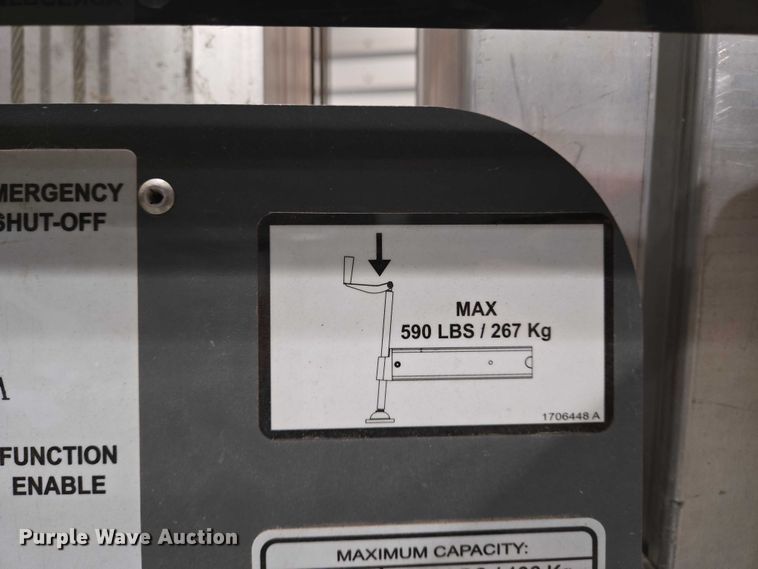 MERGENCY
SHUT-OFF
MAX
590 LBS / 267 Kg
1706448 A
FUNCTION
ENABLE
MAXIMUM CAPACITY:
Purple Wave Auction